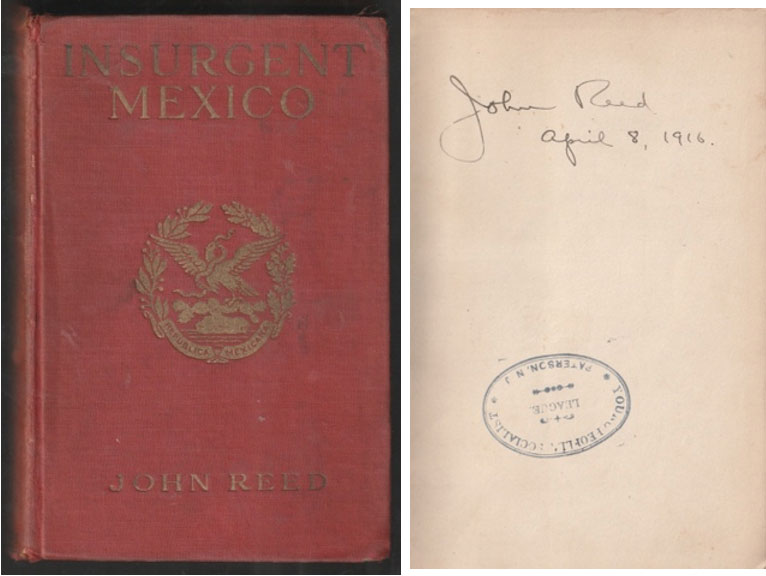 INSURGENT
MEXICO
REPUBLICA MEXICANA
JOHN REED
John Reed
April 8, 1916.
YOUNG PEOPLE'S SOCIALIST
LEAGUE
PATERSON, N. J.